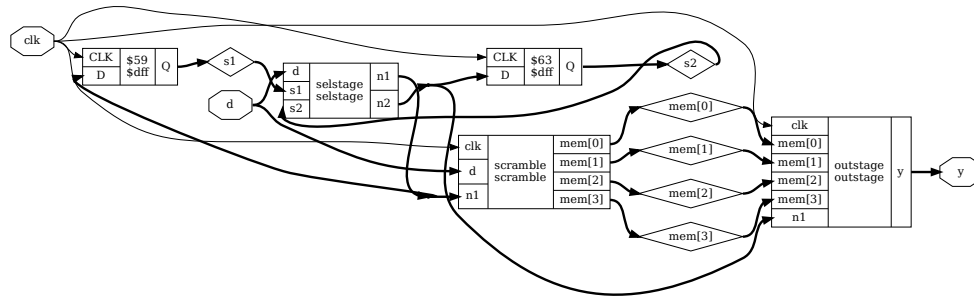 clk
CLK
D
$59
$dff
Q
s1
d
d
s1
s2
selstage
selstage
n1
n2
CLK
D
$63
$dff
Q
s2
clk
d
n1
scramble
scramble
mem[0]
mem[1]
mem[2]
mem[3]
mem[0]
mem[1]
mem[2]
mem[3]
clk
mem[0]
mem[1]
mem[2]
mem[3]
n1
outstage
outstage
y
y